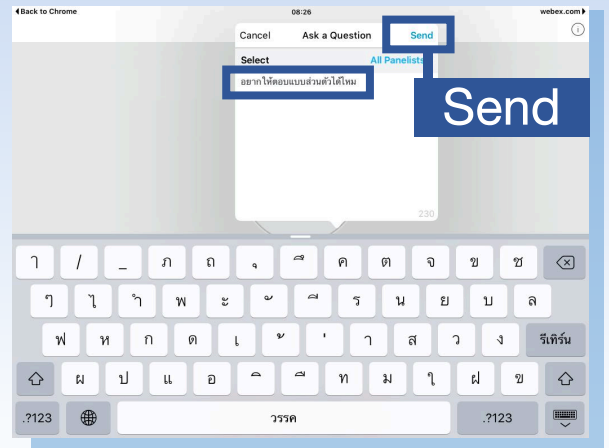 ◀Back to Chrome 08:26 webex.com▶
Cancel Ask a Question Send
Select All Panelists
อยากให้ตอบแบบส่วนตัวได้ไหม
Send
230
ๅ / _ ภ ถ ุ ึ ค ต จ ข ช
ๆ ไ ำ พ ะ ั ี ร น ย บ ล
ฟ ห ก ด เ ้ ่ า ส ว ง รีเทิร์น
ผ ป แ อ ิ ื ท ม ใ ฝ ฃ
.?123 วรรค .?123